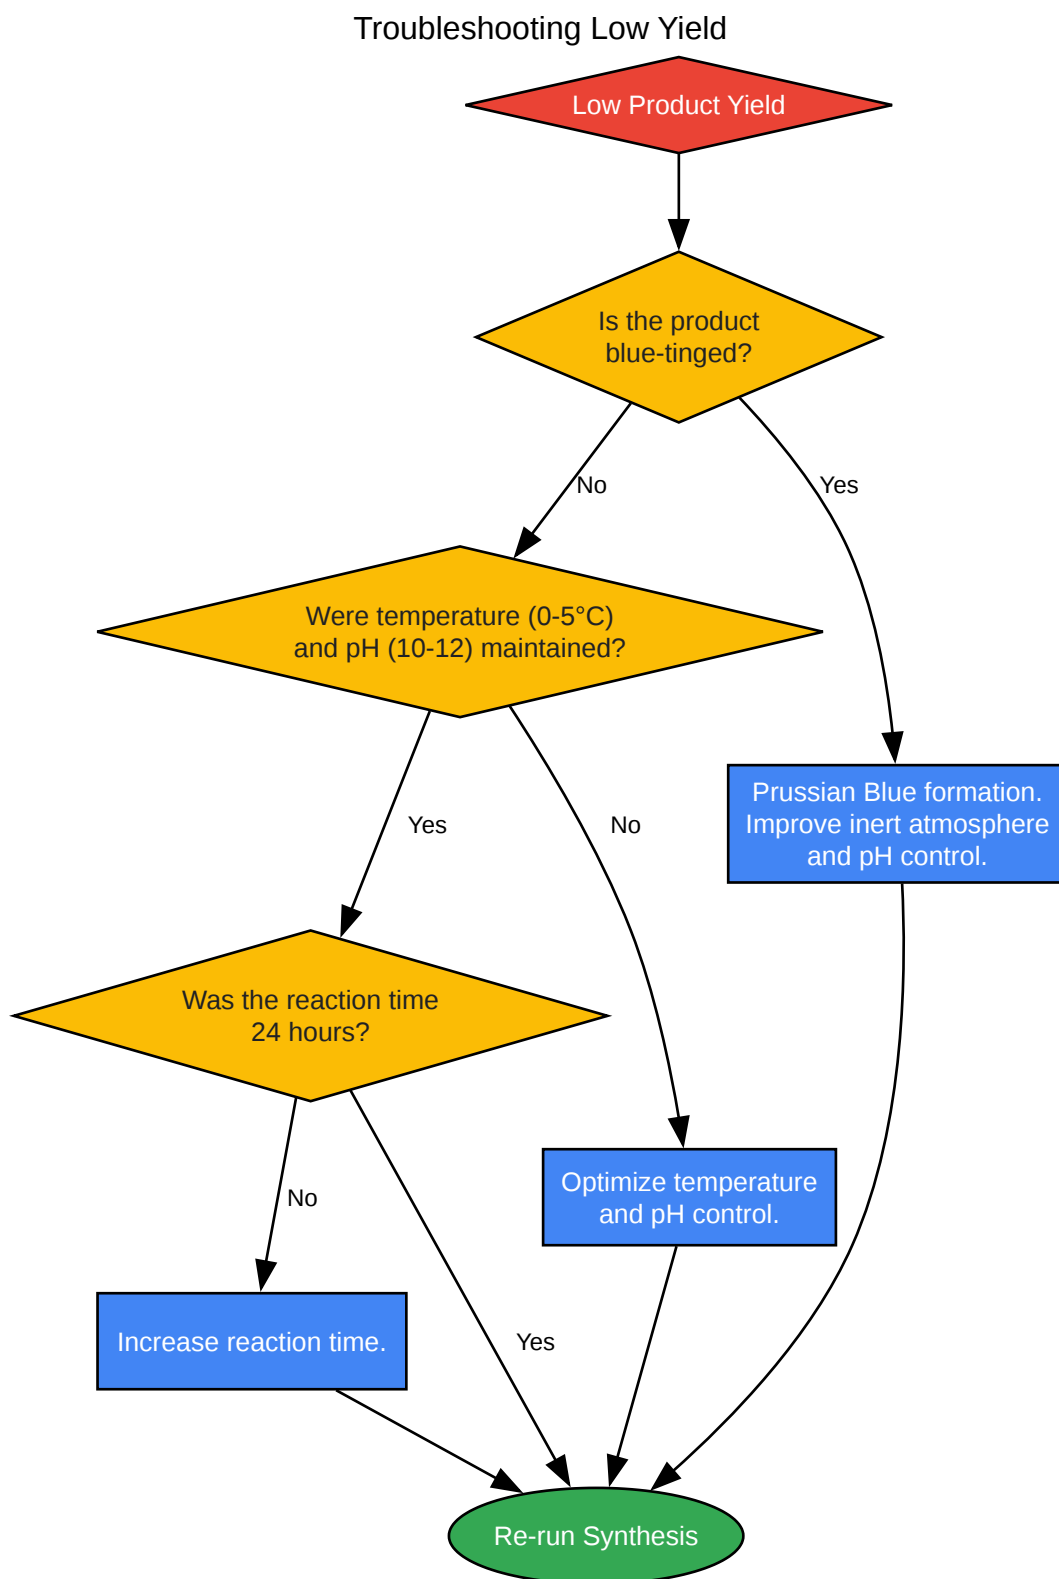 Troubleshooting Low Yield
Low Product Yield
Is the product
blue-tinged?
No
Yes
Were temperature (0-5°C)
and pH (10-12) maintained?
Yes
No
Prussian Blue formation.
Improve inert atmosphere
and pH control.
Was the reaction time
24 hours?
No
Optimize temperature
and pH control.
Increase reaction time.
Yes
Re-run Synthesis